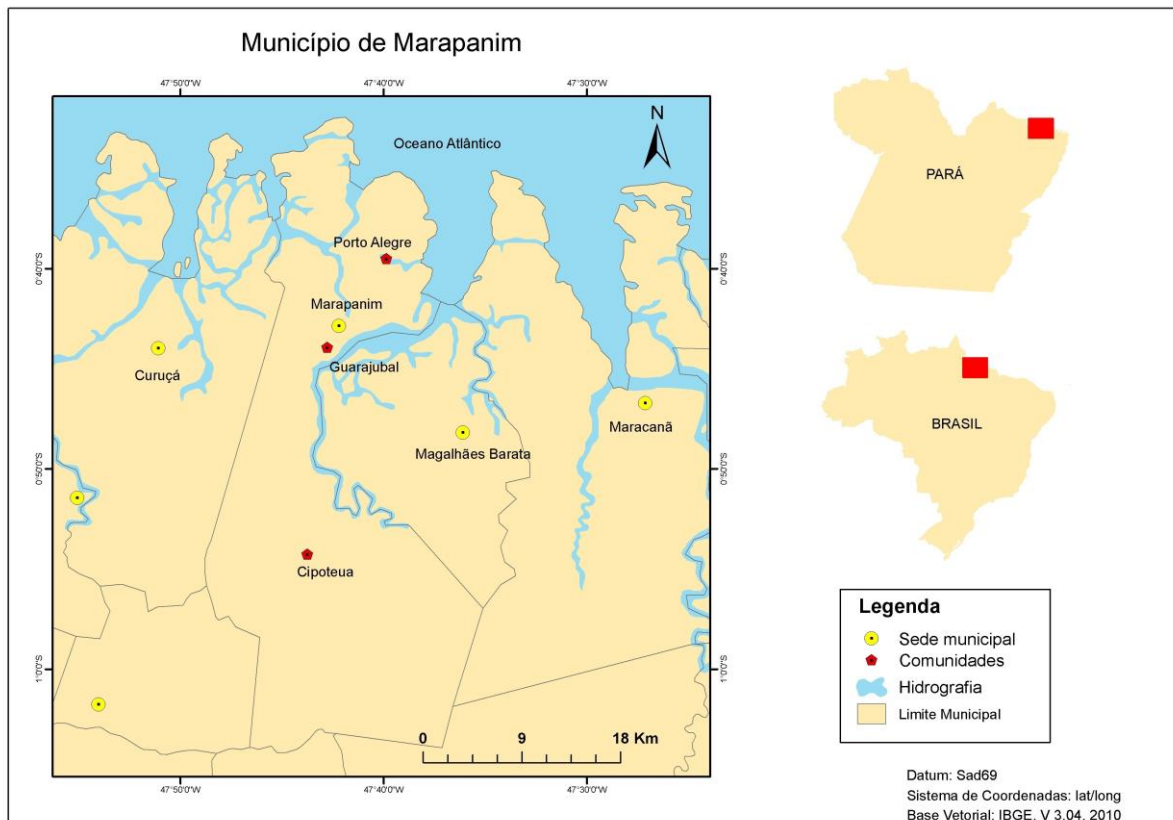 Município de Marapanim
47°50'0"W
47°40'0"W
47°30'0"W
N
Oceano Atlântico
PARÁ
Porto Alegre
0°40'0"S
0°40'0"S
Marapanim
Guarajubal
Curuçá
Maracanã
Magalhães Barata
BRASIL
0°50'0"S
0°50'0"S
Cipoteua
Legenda
Sede municipal
Comunidades
Hidrografia
Limite Municipal
1°0'0"S
1°0'0"S
0 9 18 Km
47°50'0"W
47°40'0"W
47°30'0"W
Datum: Sad69
Sistema de Coordenadas: lat/long
Base Vetorial: IBGE, V 3.04, 2010